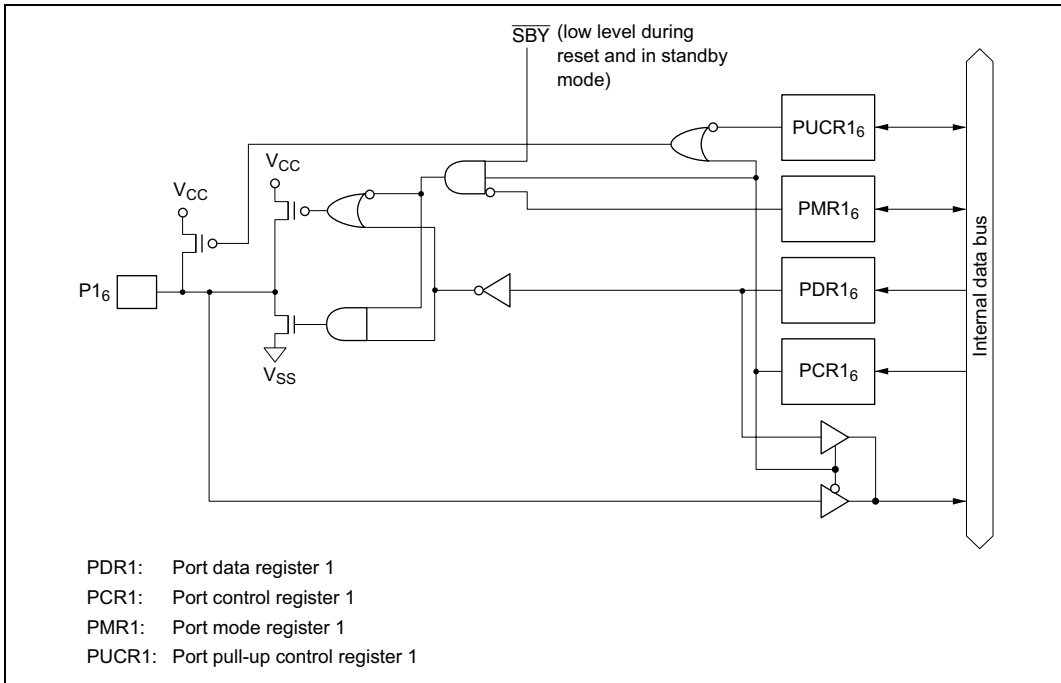 SBY (low level during
reset and in standby
mode)
PUCR16
VCC
VCC
PMR16
P16
PDR16
VSS
PCR16
Internal data bus
PDR1: Port data register 1
PCR1: Port control register 1
PMR1: Port mode register 1
PUCR1: Port pull-up control register 1